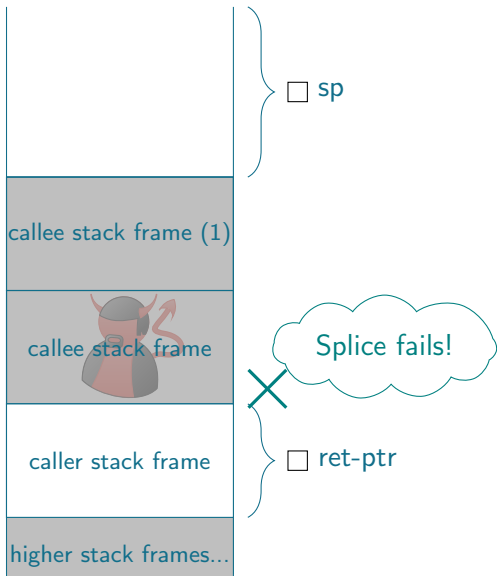 sp
callee stack frame (1)
callee stack frame
Splice fails!
caller stack frame
ret-ptr
higher stack frames...